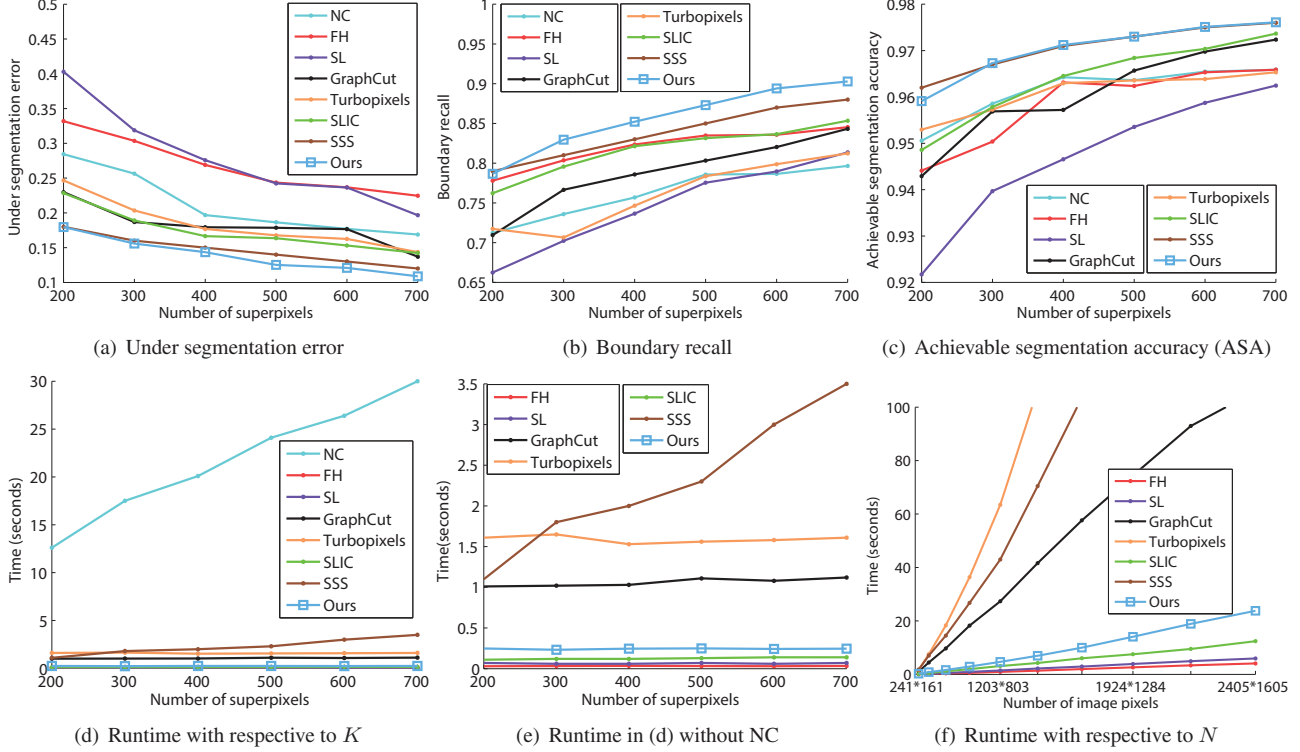 0.5
0.45
0.4
0.35
0.3
0.25
0.2
0.15
0.1
Under segmentation error
200 300 400 500 600 700
Number of superpixels
NC
FH
SL
GraphCut
Turbopixels
SLIC
SSS
Ours
(a) Under segmentation error
1
0.95
0.9
0.85
0.8
0.75
0.7
0.65
Boundary recall
200 300 400 500 600 700
Number of superpixels
NC
FH
SL
GraphCut
Turbopixels
SLIC
SSS
Ours
(b) Boundary recall
0.98
0.97
0.96
0.95
0.94
0.93
0.92
Achievable segmentation accuracy
200 300 400 500 600 700
Number of superpixels
NC
FH
SL
GraphCut
Turbopixels
SLIC
SSS
Ours
(c) Achievable segmentation accuracy (ASA)
30
25
20
15
10
5
0
Time (seconds)
200 300 400 500 600 700
Number of superpixels
NC
FH
SL
GraphCut
Turbopixels
SLIC
SSS
Ours
(d) Runtime with respective to K
3.5
3
2.5
2
1.5
1
0.5
0
Time(seconds)
200 300 400 500 600 700
Number of superpixels
FH
SL
GraphCut
Turbopixels
SLIC
SSS
Ours
(e) Runtime in (d) without NC
100
80
60
40
20
0
Time (seconds)
241*161 1203*803 1924*1284 2405*1605
Number of image pixels
FH
SL
GraphCut
Turbopixels
SLIC
SSS
Ours
(f) Runtime with respective to N